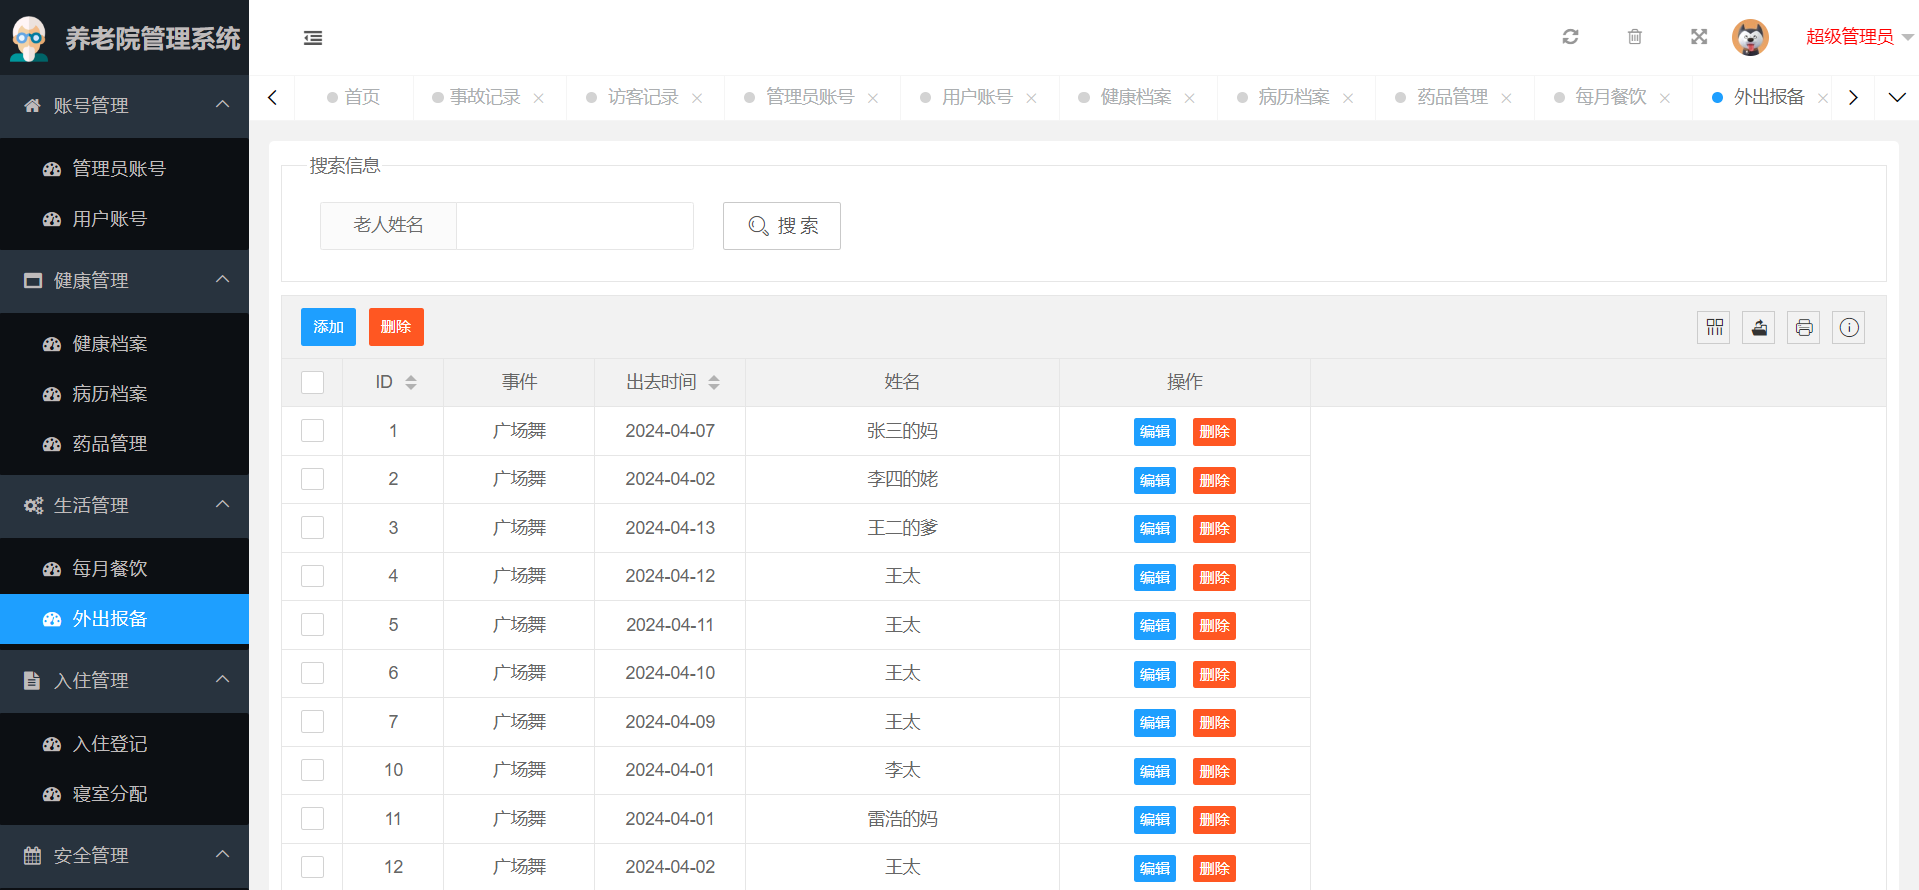 养老院管理系统
超级管理员
首页 事故记录 访客记录 管理员账号 用户账号 健康档案 病历档案 药品管理 每月餐饮 外出报备
账号管理
管理员账号
用户账号
健康管理
健康档案
病历档案
药品管理
生活管理
每月餐饮
外出报备
入住管理
入住登记
寝室分配
安全管理
搜索信息
老人姓名 搜 索
添加 删除
ID 事件 出去时间 姓名 操作
1 广场舞 2024-04-07 张三的妈 编辑 删除
2 广场舞 2024-04-02 李四的姥 编辑 删除
3 广场舞 2024-04-13 王二的爹 编辑 删除
4 广场舞 2024-04-12 王太 编辑 删除
5 广场舞 2024-04-11 王太 编辑 删除
6 广场舞 2024-04-10 王太 编辑 删除
7 广场舞 2024-04-09 王太 编辑 删除
10 广场舞 2024-04-01 李太 编辑 删除
11 广场舞 2024-04-01 雷浩的妈 编辑 删除
12 广场舞 2024-04-02 王太 编辑 删除